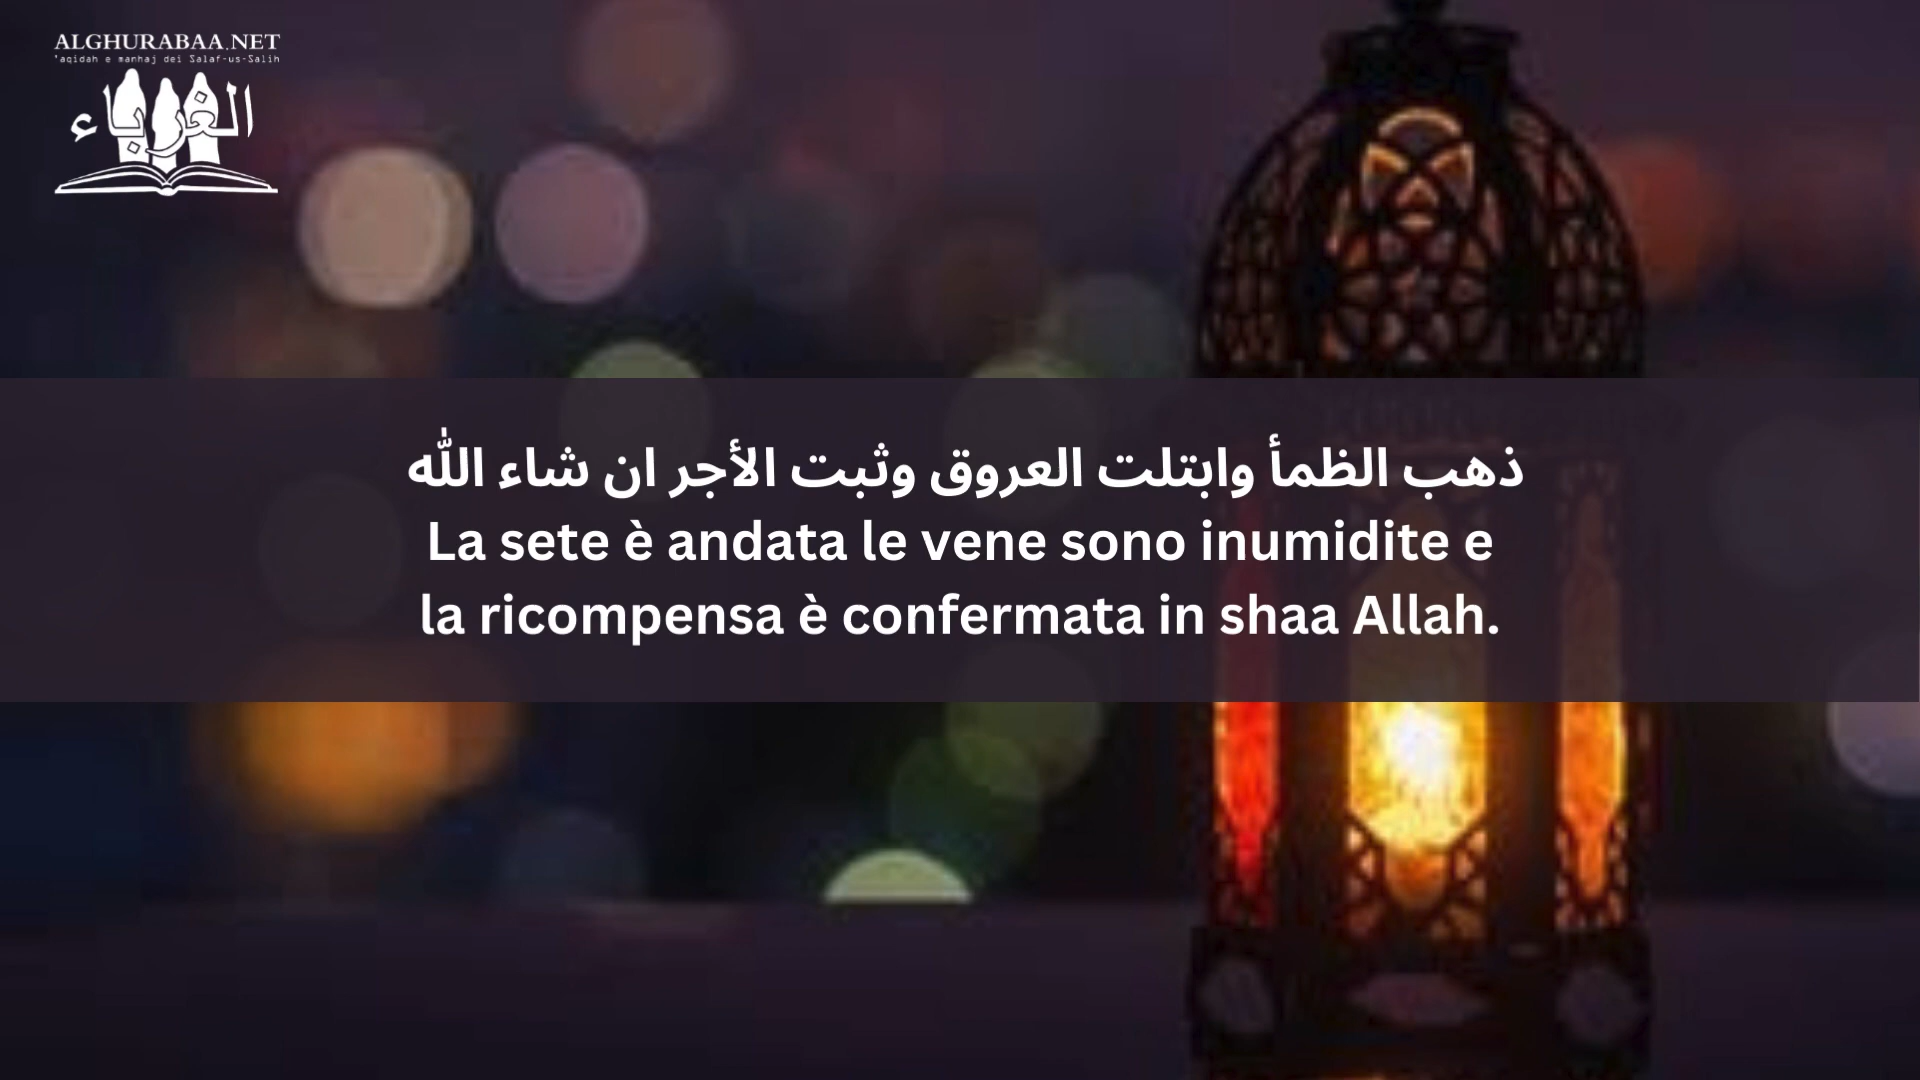 ALGHURABAA.NET
'aqidah e manhaj dei Salaf-us-Salih
الغرباء
ذهب الظمأ وابتلت العروق وثبت الأجر ان شاء الله
La sete è andata le vene sono inumidite e
la ricompensa è confermata in shaa Allah.